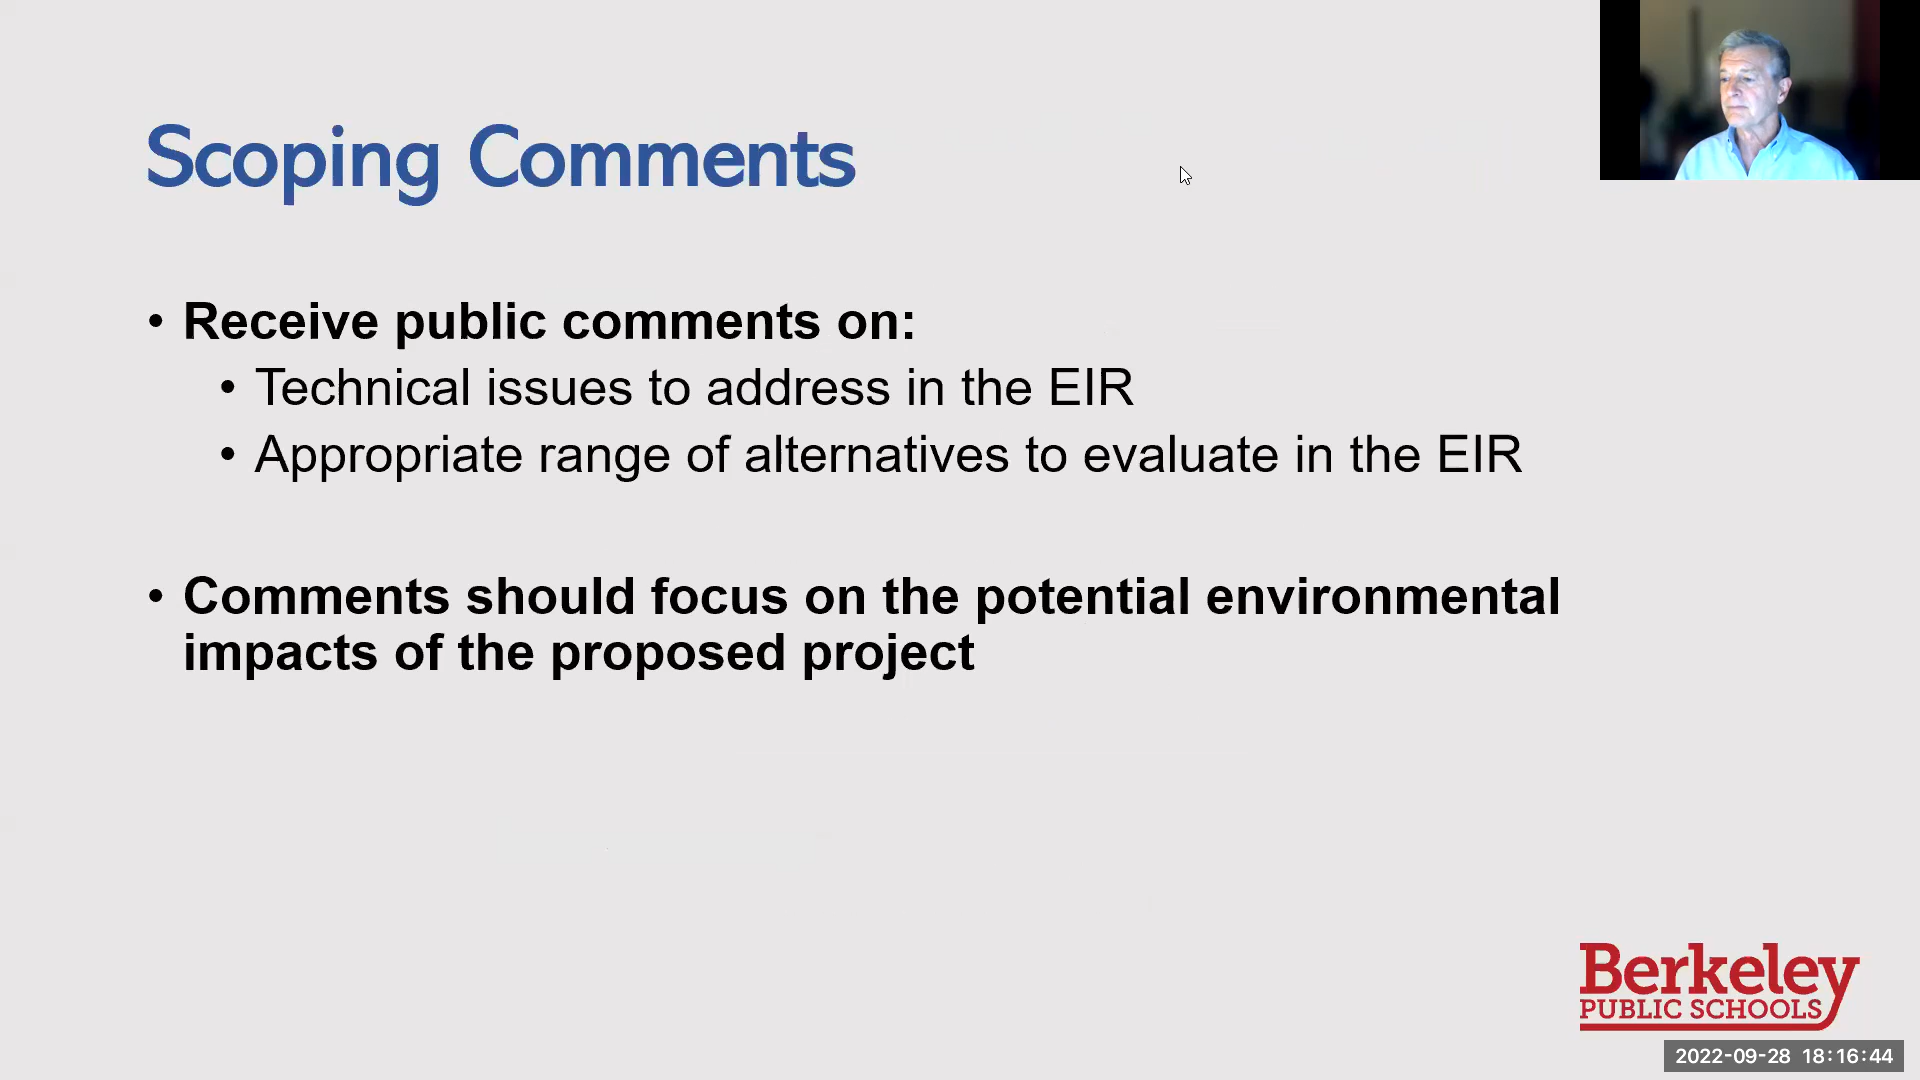 Scoping Comments
• Receive public comments on:
• Technical issues to address in the EIR
• Appropriate range of alternatives to evaluate in the EIR
• Comments should focus on the potential environmental
impacts of the proposed project
Berkeley
PUBLIC SCHOOLS
2022-09-28 18:16:44